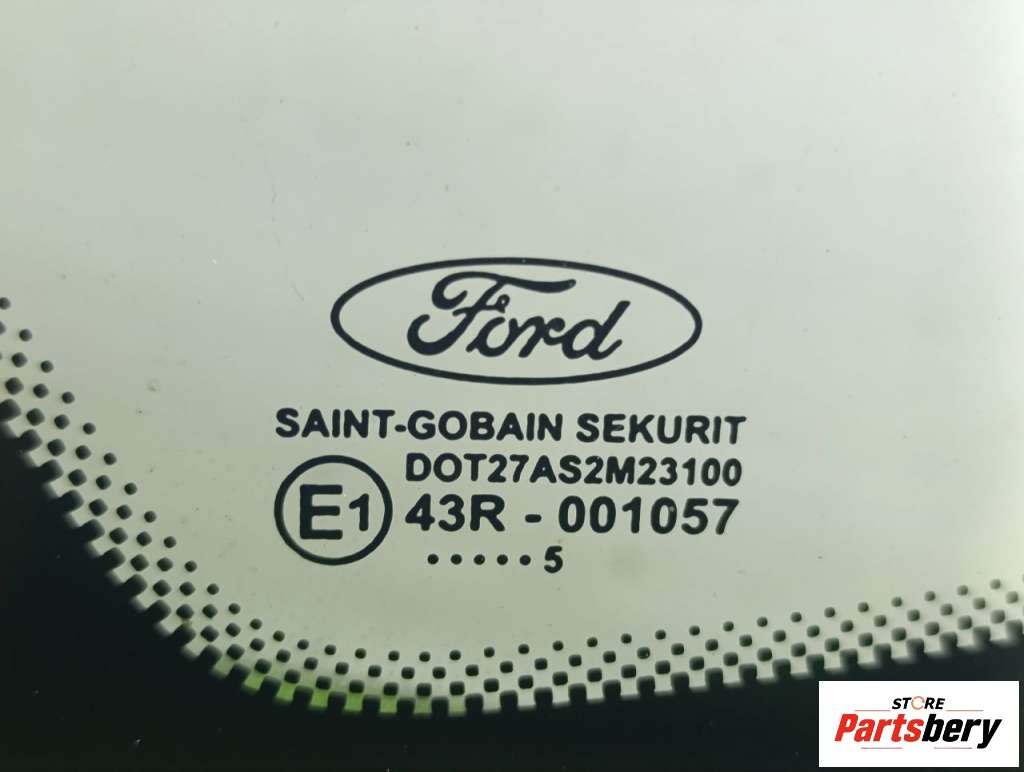 Ford
SAINT-GOBAIN SEKURIT
DOT27AS2M23100
E1 43R - 001057
.....5
STORE
Partsbery